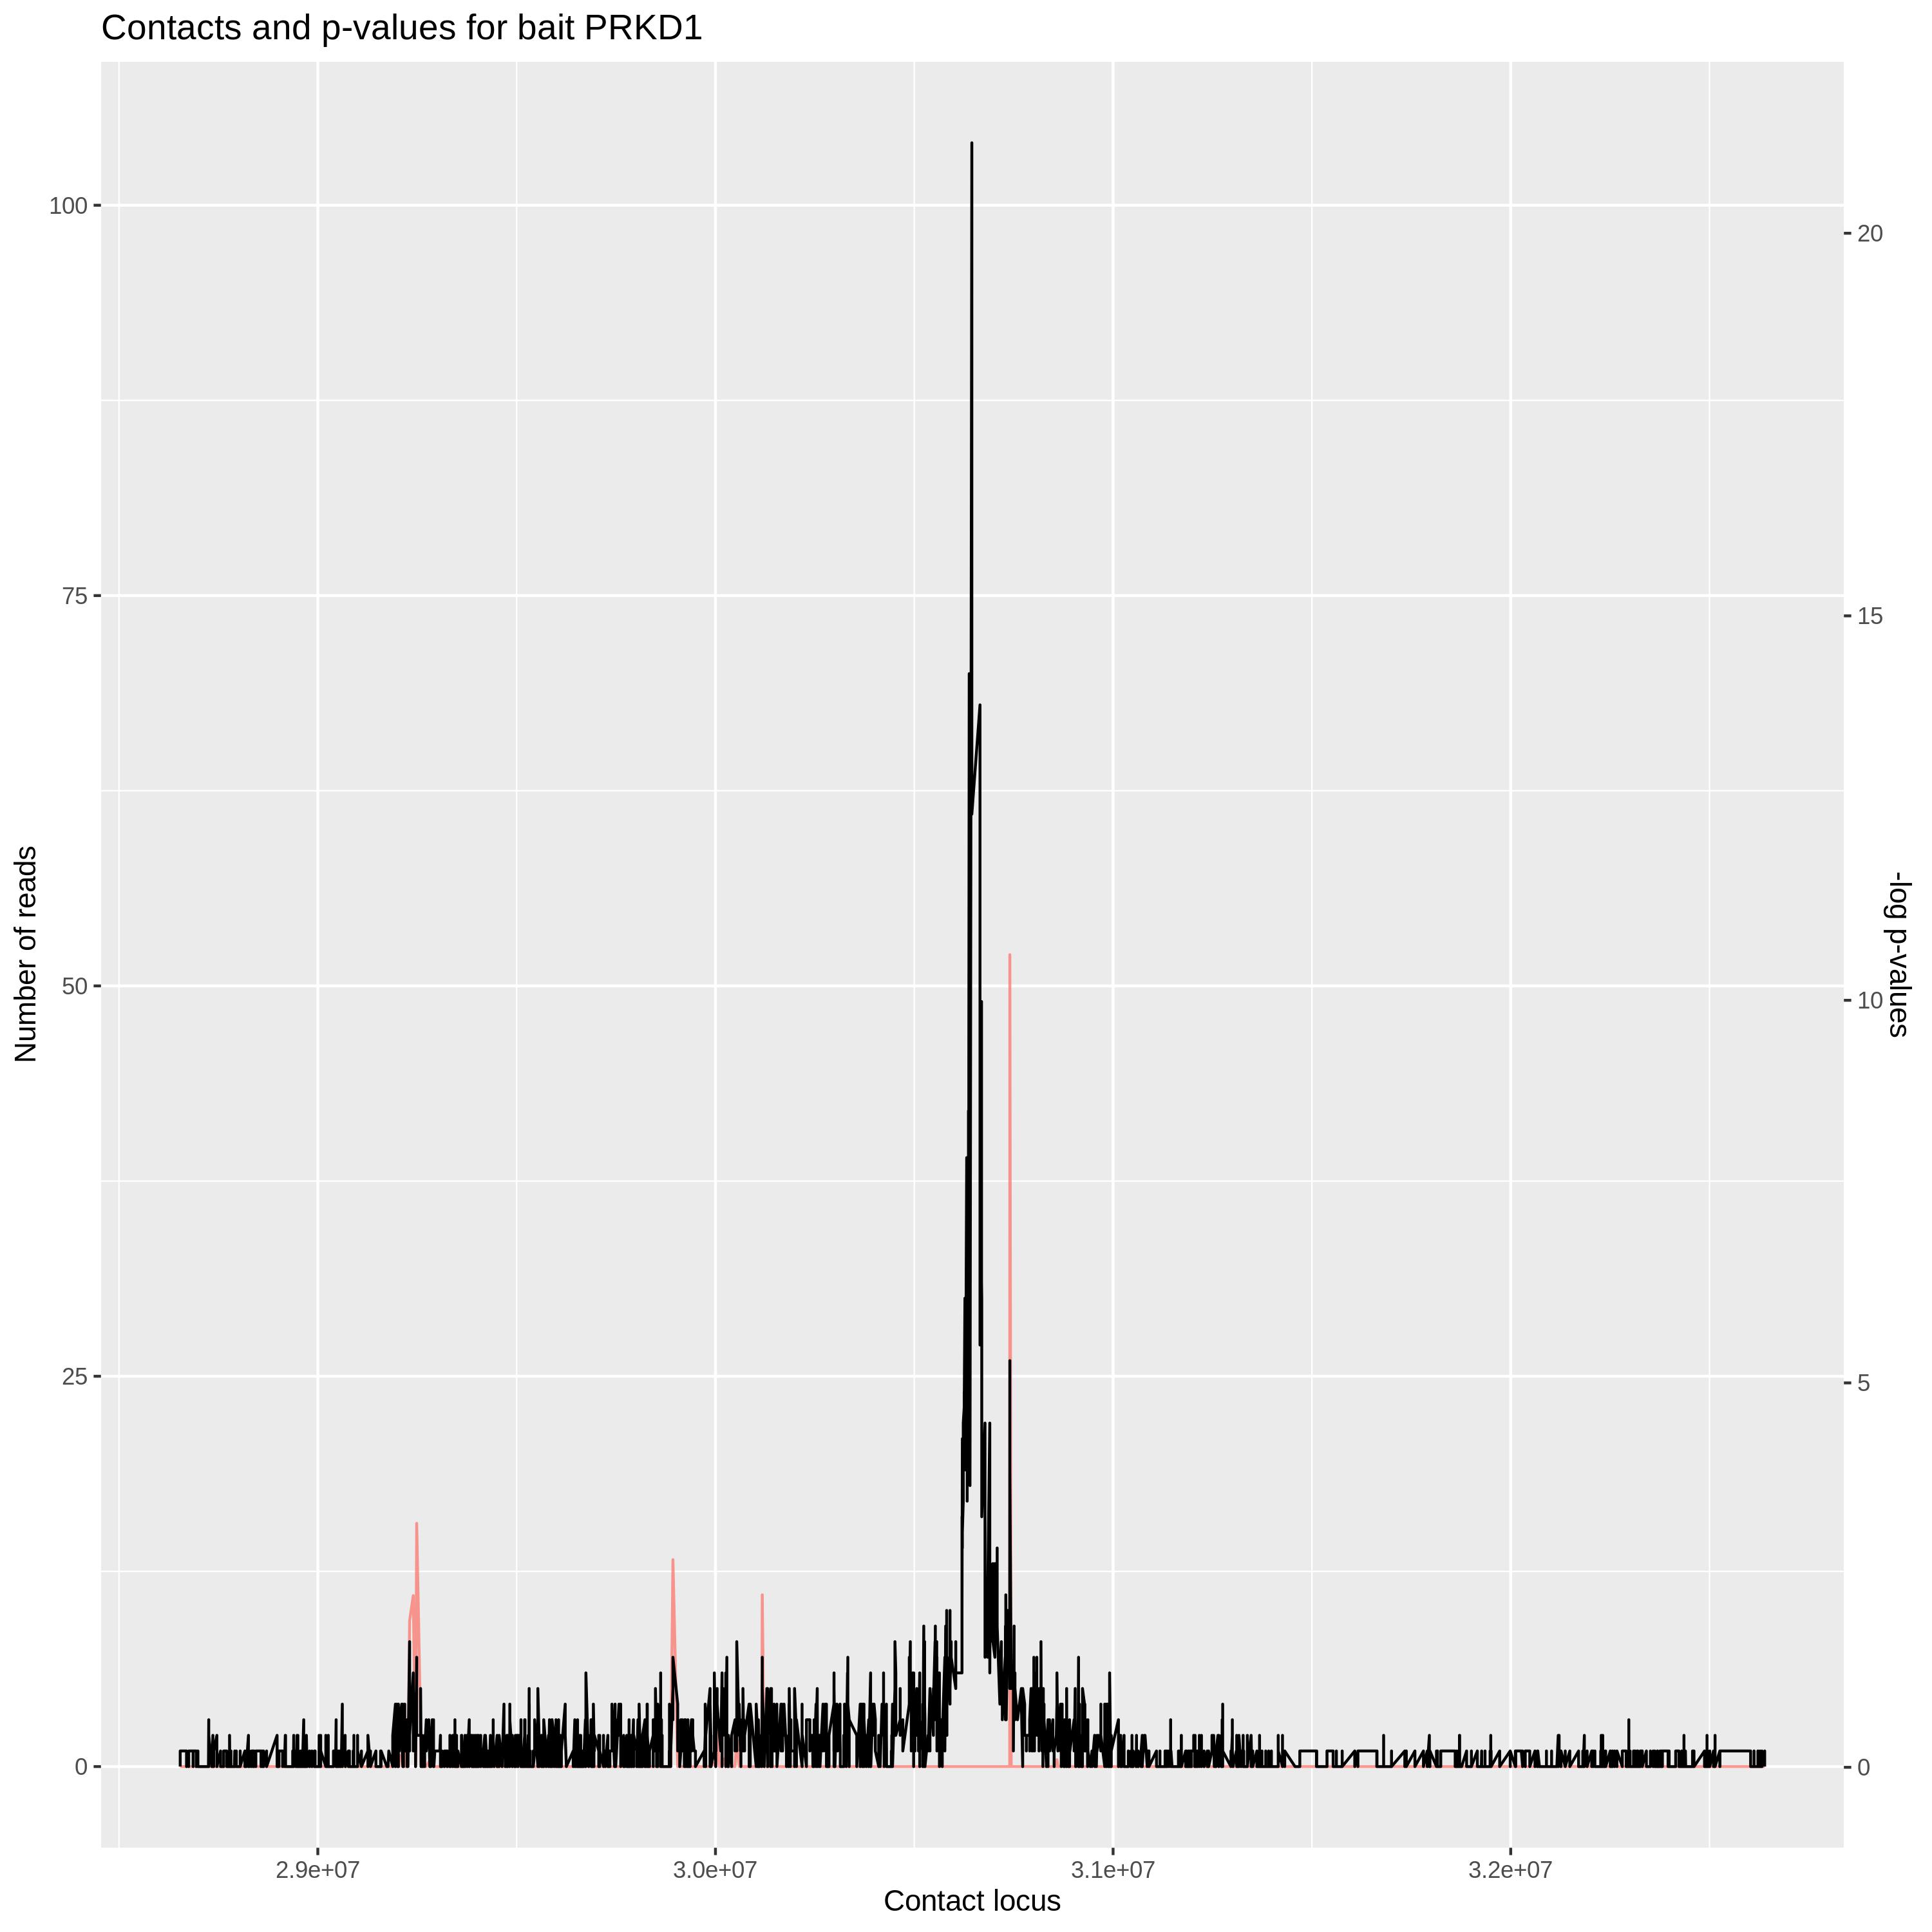 Contacts and p-values for bait PRKD1
100
75
50
25
0
Number of reads
20
15
10
5
0
-log p-values
2.9e+07
3.0e+07
3.1e+07
3.2e+07
Contact locus